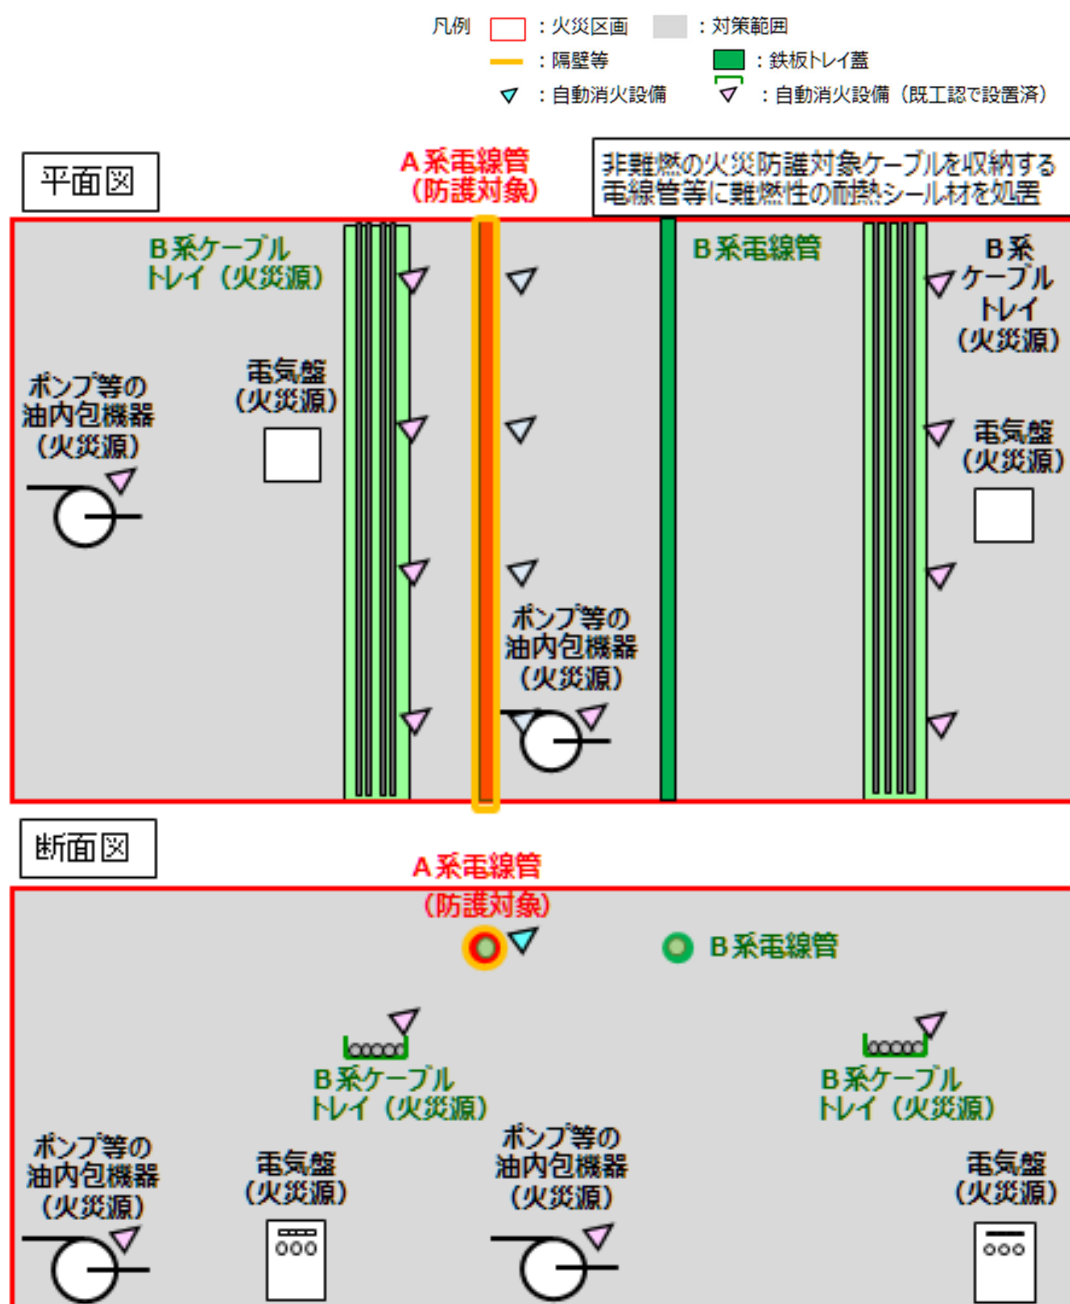 凡例 ：火災区画 ：対策範囲
：隔壁等 ：鉄板トレイ蓋
：自動消火設備 ：自動消火設備（既工認で設置済）
平面図
A系電線管
（防護対象）
非難燃の火災防護対象ケーブルを収納する
電線管等に難燃性の耐熱シール材を処置
B系ケーブル
トレイ（火災源）
B系電線管
B系
ケーブル
トレイ
（火災源）
電気盤
（火災源）
ポンプ等の
油内包機器
（火災源）
電気盤
（火災源）
ポンプ等の
油内包機器
（火災源）
断面図
A系電線管
（防護対象）
B系電線管
B系ケーブル
トレイ（火災源）
B系ケーブル
トレイ（火災源）
ポンプ等の
油内包機器
（火災源）
電気盤
（火災源）
ポンプ等の
油内包機器
（火災源）
電気盤
（火災源）